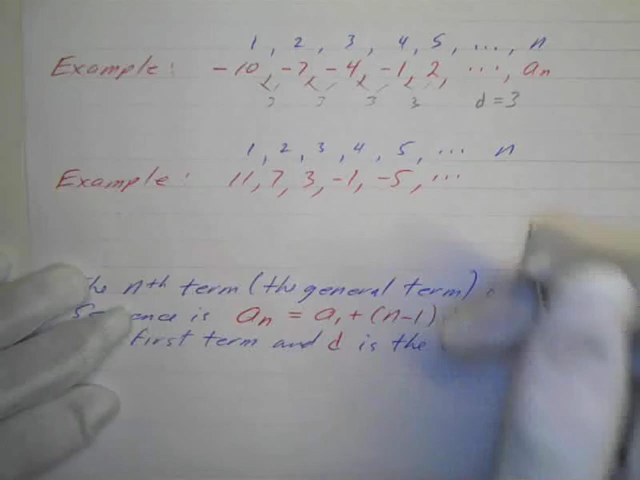 1, 2, 3, 4, 5, ..., n
Example: -10, -7, -4, -1, 2, ..., an
3 3 3 3 d=3
1, 2, 3, 4, 5, ... n
Example: 11, 7, 3, -1, -5, ...
nth term (the general term)
is an = a1 + (n-1)
first term and d is the